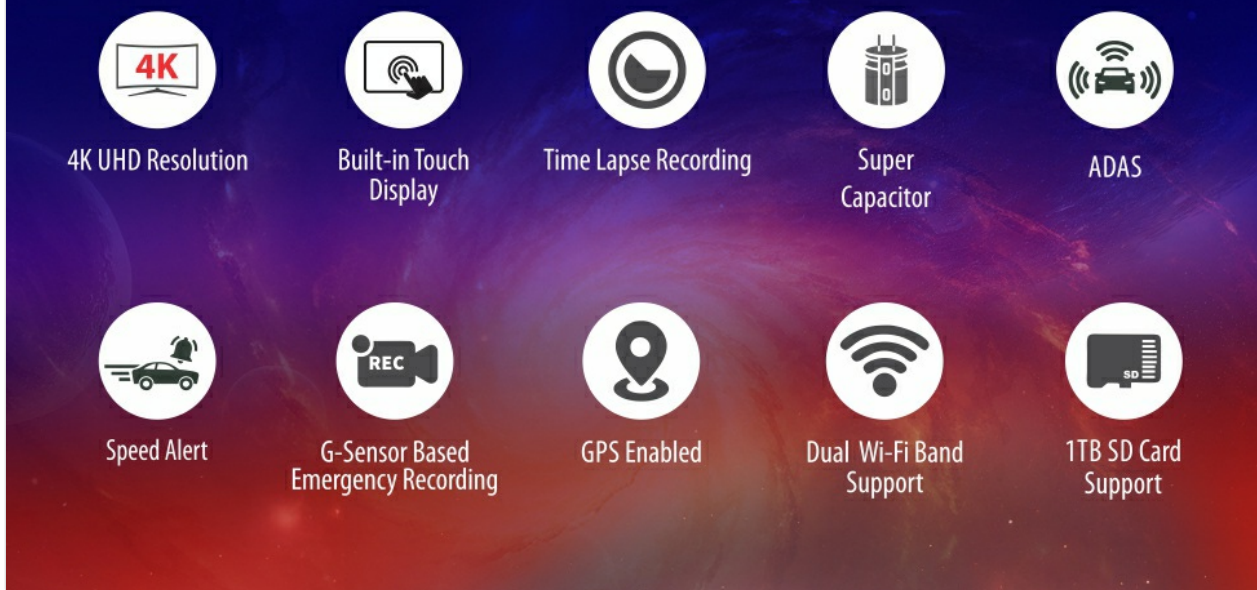 4K
4K UHD Resolution
Built-in Touch
Display
Time Lapse Recording
Super
Capacitor
ADAS
Speed Alert
REC
G-Sensor Based
Emergency Recording
GPS Enabled
Dual Wi-Fi Band
Support
SD
1TB SD Card
Support